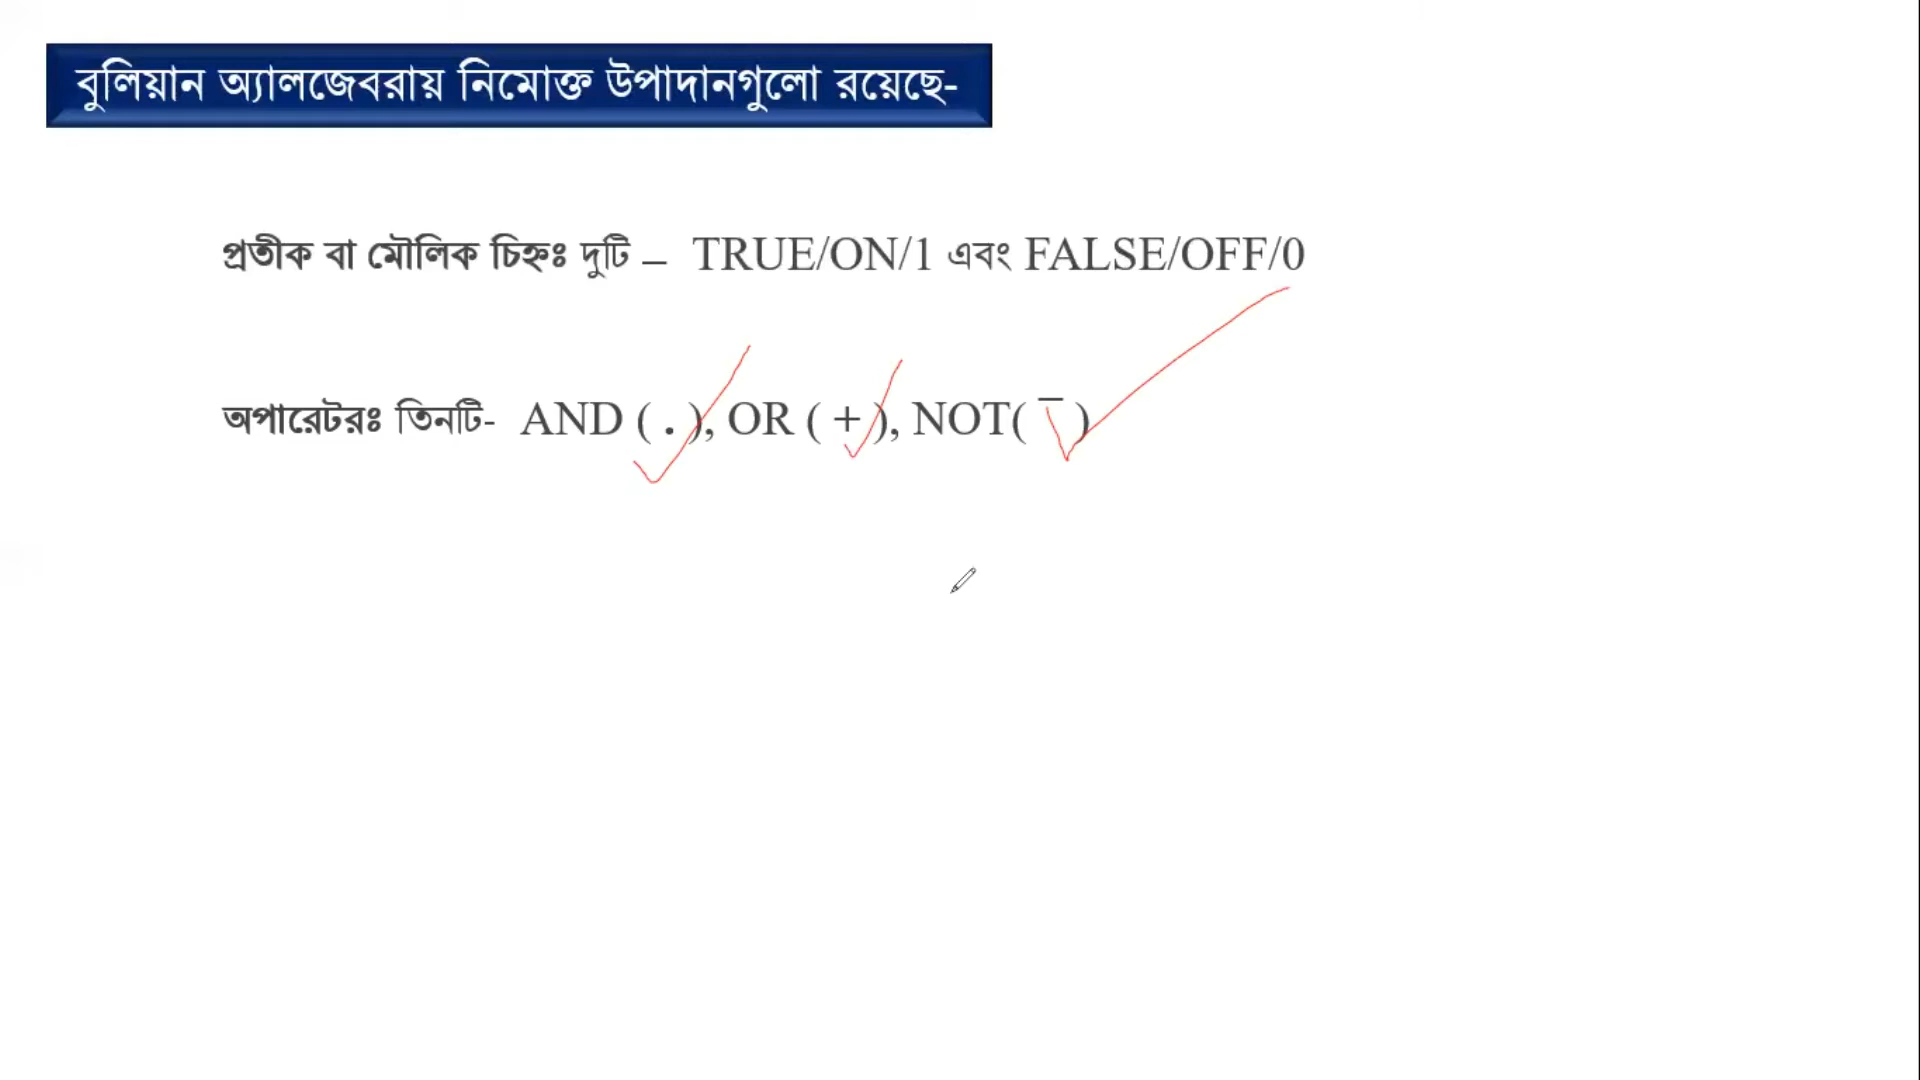 বুলিয়ান অ্যালজেবরায় নিমোক্ত উপাদানগুলো রয়েছে-
প্রতীক বা মৌলিক চিহ্নঃ দুটি – TRUE/ON/1 এবং FALSE/OFF/0
অপারেটরঃ তিনটি- AND ( . ), OR ( + ), NOT( ¯ )